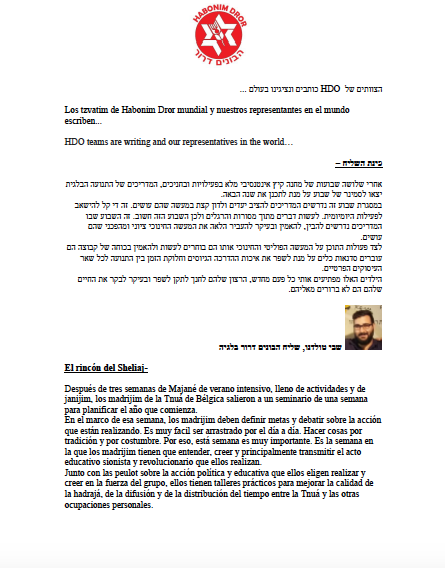 HABONIM DROR
הבונים דרור
הצוותים של HDO כותבים ונציגינו בעולם ...
Los tzvatim de Habonim Dror mundial y nuestros representantes en el mundo
escriben...
HDO teams are writing and our representatives in the world…
פינת השליח –
אחרי שלושה שבועות של מחנה קיץ אינטנסיבי מלא בפעילויות ובחניכים, המדריכים של התנועה הבלגית
יצאו לסמינר של שבוע על מנת לתכנן את שנה הבאה.
במסגרת שבוע זה נדרשים המדריכים להציב יעדים ולדון קצת במעשה שהם עושים. זה די קל להישאב
לפעילות היומיומית. לעשות דברים מתוך מסורות והרגלים ולכן השבוע הזה חשוב. זה השבוע שבו
המדריכים נדרשים להבין, להאמין ובעיקר להעביר הלאה את המעשה החינוכי ציוני ומהפכני שהם
עושים.
לצד פעולות התוכן על המעשה הפוליטי והחינוכי אותו הם בוחרים לעשות ולהאמין בכוחה של קבוצה הם
עוברים סדנאות כלים על מנת לשפר את איכות ההדרכה הגיוסים וחלוקת הזמן בין התנועה לכל שאר
העיסוקים הפרטיים.
הילדים האלו מפתיעים אותי כל פעם מחדש, הרצון שלהם לחנך לתקן לשפר ובעיקר לבקר את החיים
שלהם הם לא ברורים מאליהם.
שבי טולדנו, שליח הבונים דרור בלגיה
El rincón del Sheliaj-
Después de tres semanas de Majané de verano intensivo, lleno de actividades y de
janijim, los madrijim de la Tnuá de Bélgica salieron a un seminario de una semana
para planificar el año que comienza.
En el marco de esa semana, los madrijim deben definir metas y debatir sobre la acción
que están realizando. Es muy facil ser arrastrado por el día a día. Hacer cosas por
tradición y por costumbre. Por eso, está semana es muy importante. Es la semana en
la que los matrijim tienen que entender, creer y principalmente transmitir el acto
educativo sionista y revolucionario que ellos realizan.
Junto con las peulot sobre la acción política y educativa que ellos eligen realizar y
creer en la fuerza del grupo, ellos tienen talleres prácticos para mejorar la calidad de
la hadrajá, de la difusión y de la distribución del tiempo entre la Tnuá y las otras
ocupaciones personales.